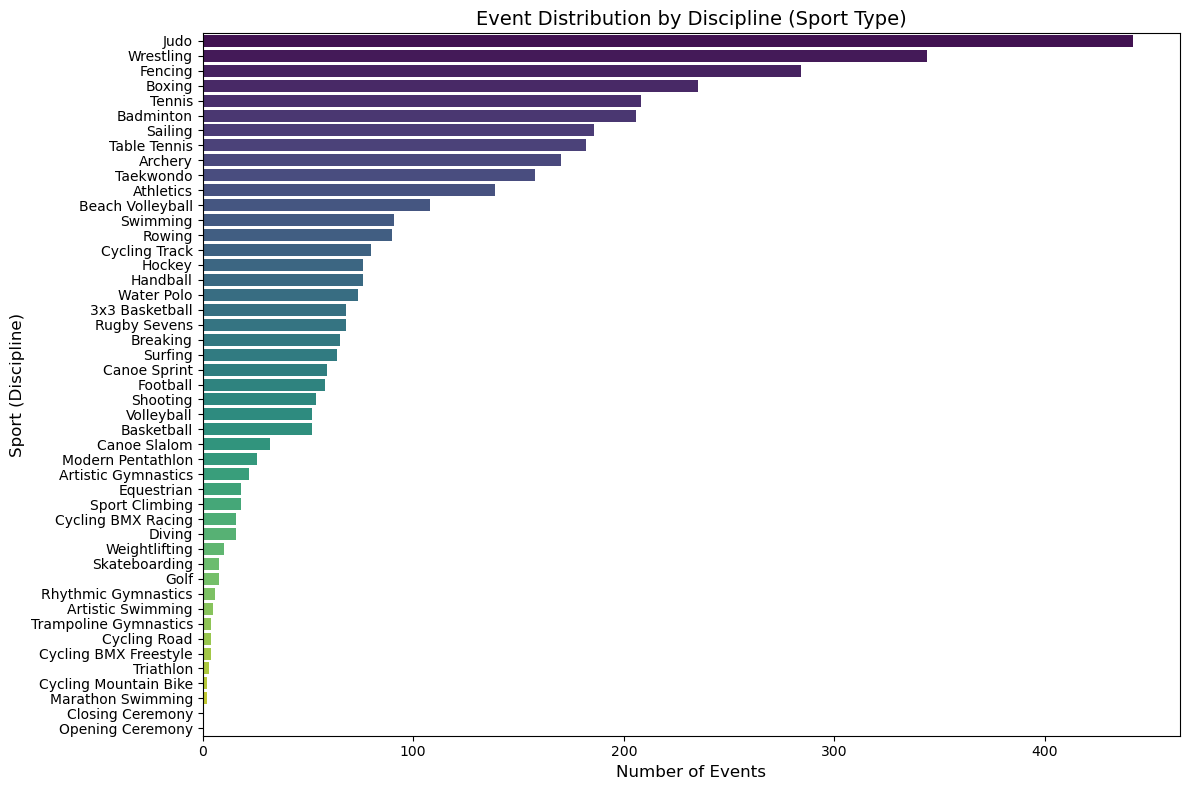 Event Distribution by Discipline (Sport Type)
Sport (Discipline)
Judo
Wrestling
Fencing
Boxing
Tennis
Badminton
Sailing
Table Tennis
Archery
Taekwondo
Athletics
Beach Volleyball
Swimming
Rowing
Cycling Track
Hockey
Handball
Water Polo
3x3 Basketball
Rugby Sevens
Breaking
Surfing
Canoe Sprint
Football
Shooting
Volleyball
Basketball
Canoe Slalom
Modern Pentathlon
Artistic Gymnastics
Equestrian
Sport Climbing
Cycling BMX Racing
Diving
Weightlifting
Skateboarding
Golf
Rhythmic Gymnastics
Artistic Swimming
Trampoline Gymnastics
Cycling Road
Cycling BMX Freestyle
Triathlon
Cycling Mountain Bike
Marathon Swimming
Closing Ceremony
Opening Ceremony
0 100 200 300 400
Number of Events